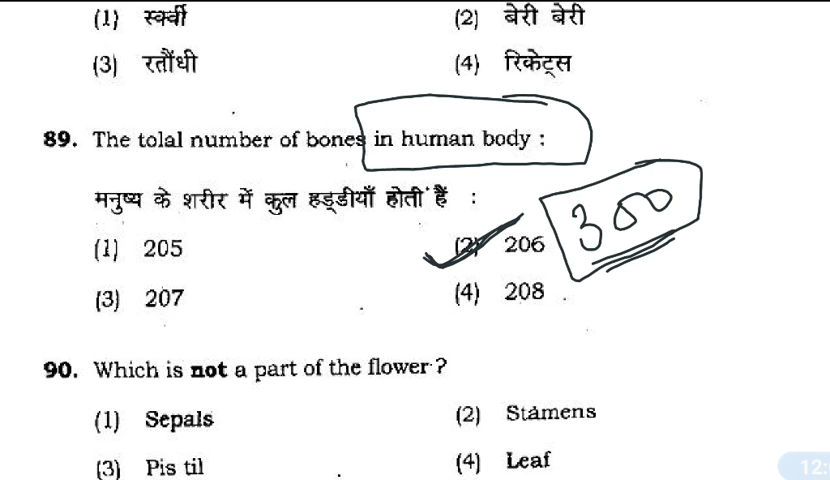 (1) स्कर्वी (2) बेरी बेरी
(3) रतौंधी (4) रिकेट्स
89. The tolal number of bones in human body :
मनुष्य के शरीर में कुल हड्डीयाँ होती हैं :
300
(1) 205 (2) 206
(3) 207 (4) 208
90. Which is not a part of the flower ?
(1) Sepals (2) Stamens
(3) Pis til (4) Leaf
12: